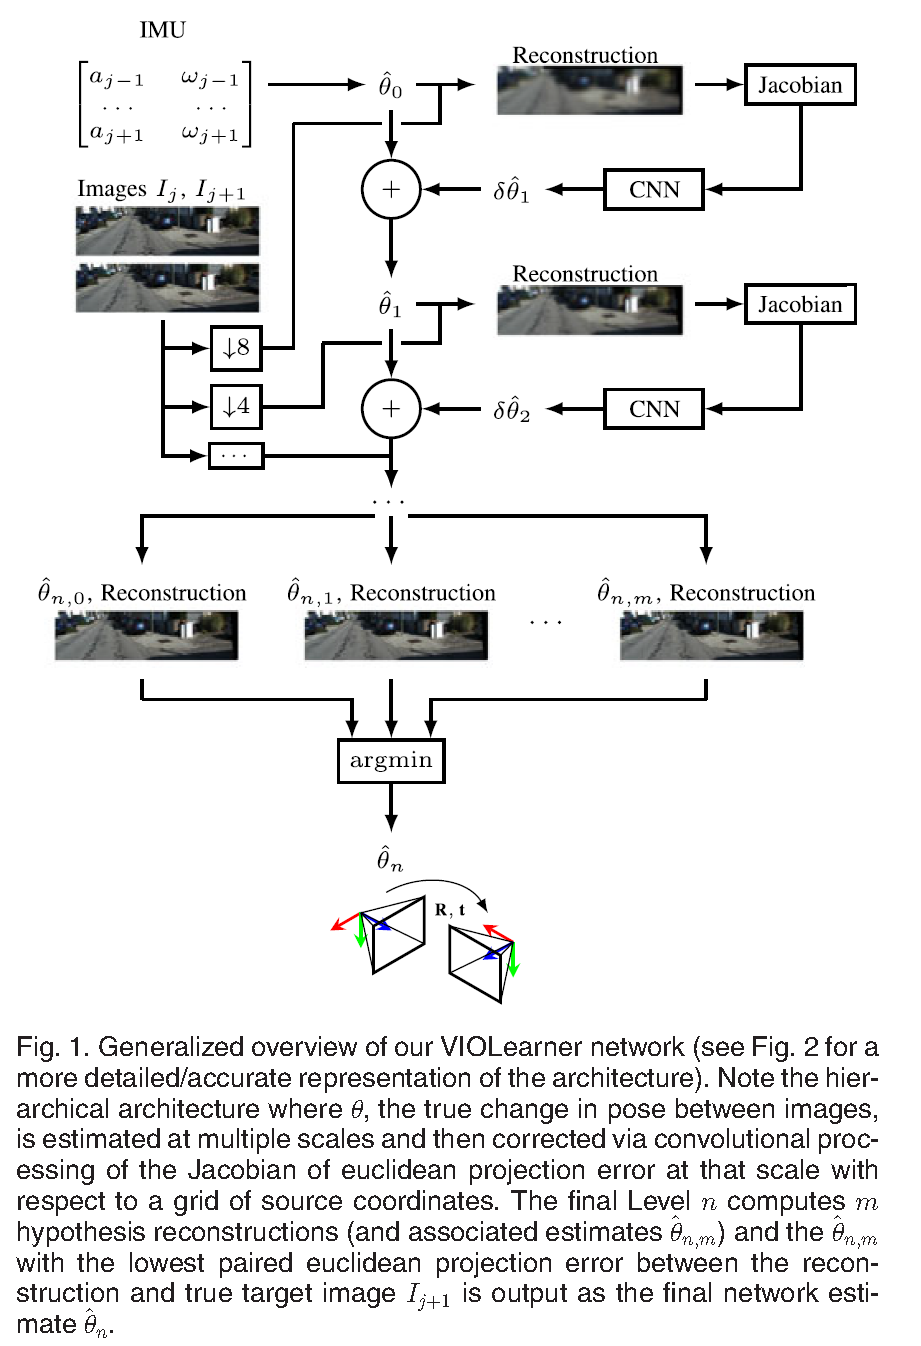 IMU
a_{j−1} ω_{j−1}
... ...
a_{j+1} ω_{j+1}
θ̂_0
Reconstruction
Jacobian
Images I_j, I_{j+1}
+
δθ̂_1
CNN
θ̂_1
Reconstruction
Jacobian
↓8
↓4
+
δθ̂_2
CNN
...
...
θ̂_{n,0}, Reconstruction
θ̂_{n,1}, Reconstruction
...
θ̂_{n,m}, Reconstruction
argmin
θ̂_n
R, t
Fig. 1. Generalized overview of our VIOLearner network (see Fig. 2 for a
more detailed/accurate representation of the architecture). Note the hier-
archical architecture where θ, the true change in pose between images,
is estimated at multiple scales and then corrected via convolutional proc-
essing of the Jacobian of euclidean projection error at that scale with
respect to a grid of source coordinates. The final Level n computes m
hypothesis reconstructions (and associated estimates θ̂_{n,m}) and the θ̂_{n,m}
with the lowest paired euclidean projection error between the recon-
struction and true target image I_{j+1} is output as the final network esti-
mate θ̂_n.